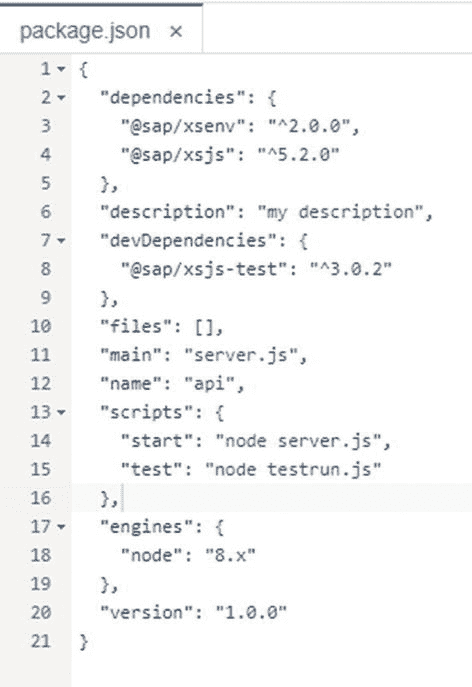 package.json ×
1 {
2 "dependencies": {
3 "@sap/xsenv": "^2.0.0",
4 "@sap/xsjs": "^5.2.0"
5 },
6 "description": "my description",
7 "devDependencies": {
8 "@sap/xsjs-test": "^3.0.2"
9 },
10 "files": [],
11 "main": "server.js",
12 "name": "api",
13 "scripts": {
14 "start": "node server.js",
15 "test": "node testrun.js"
16 },
17 "engines": {
18 "node": "8.x"
19 },
20 "version": "1.0.0"
21 }